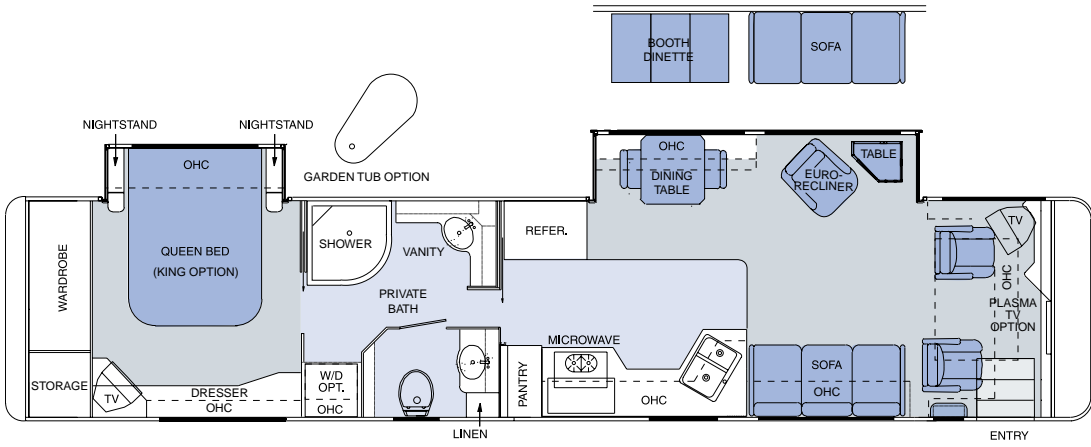 BOOTH
DINETTE
SOFA
NIGHTSTAND
NIGHTSTAND
GARDEN TUB OPTION
OHC
OHC
DINING
TABLE
EURO-
RECLINER
TABLE
WARDROBE
QUEEN BED
(KING OPTION)
SHOWER
VANITY
REFER.
TV
OHC
PLASMA
TV
OPTION
PRIVATE
BATH
MICROWAVE
STORAGE
TV
DRESSER
OHC
W/D
OPT.
OHC
PANTRY
OHC
SOFA
OHC
LINEN
ENTRY